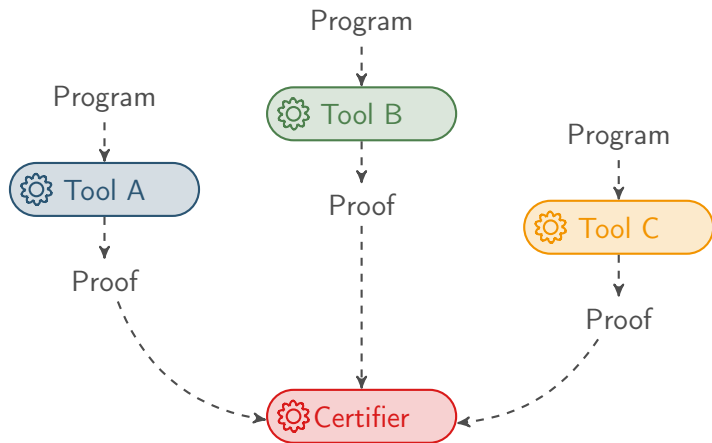 Program
Tool B
Proof
Program
Tool A
Proof
Program
Tool C
Proof
Certifier